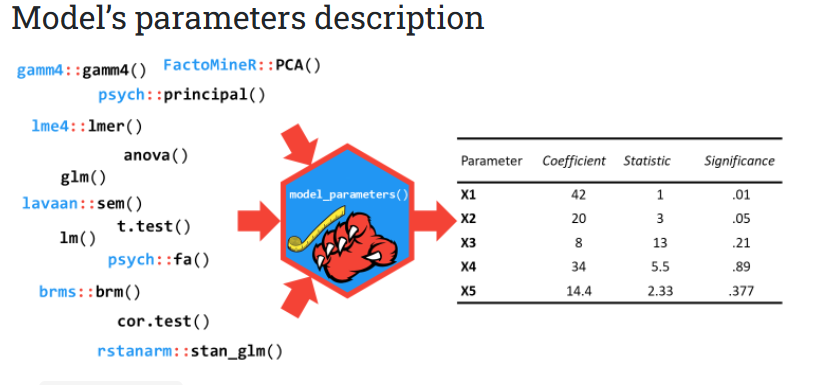 Model's parameters description
gamm4::gamm4() FactoMineR::PCA()
psych::principal()
lme4::lmer()
anova()
glm()
lavaan::sem()
t.test()
lm()
psych::fa()
brms::brm()
cor.test()
rstanarm::stan_glm()
model_parameters()
Parameter Coefficient Statistic Significance
X1 42 1 .01
X2 20 3 .05
X3 8 13 .21
X4 34 5.5 .89
X5 14.4 2.33 .377